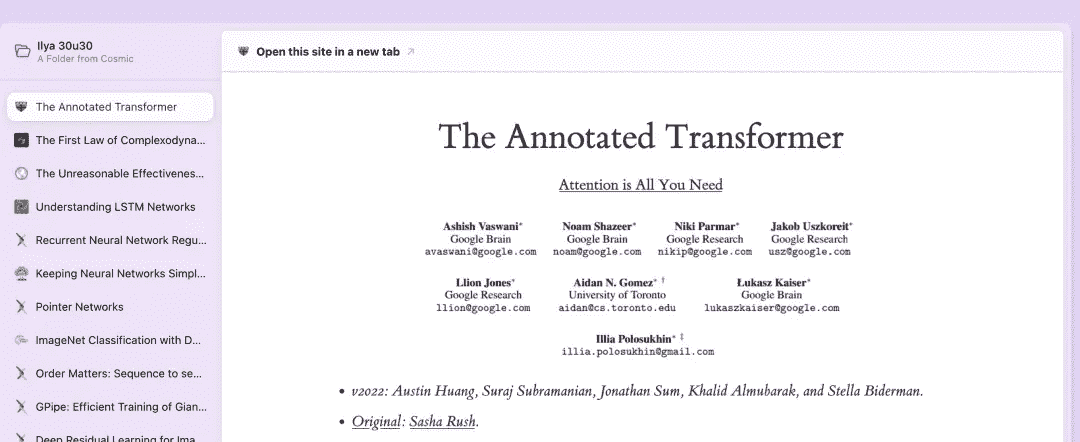 Ilya 30u30
A Folder from Cosmic
The Annotated Transformer
The First Law of Complexodyna...
The Unreasonable Effectivenes...
Understanding LSTM Networks
Recurrent Neural Network Regu...
Keeping Neural Networks Simpl...
Pointer Networks
ImageNet Classification with D...
Order Matters: Sequence to se...
GPipe: Efficient Training of Gian...
Deep Residual Learning for Ima...
Open this site in a new tab ↗
The Annotated Transformer
Attention is All You Need
Ashish Vaswani* Noam Shazeer* Niki Parmar* Jakob Uszkoreit*
Google Brain Google Brain Google Research Google Research
avaswani@google.com noam@google.com nikip@google.com usz@google.com
Llion Jones* Aidan N. Gomez* † Łukasz Kaiser*
Google Research University of Toronto Google Brain
llion@google.com aidan@cs.toronto.edu lukaszkaiser@google.com
Illia Polosukhin* ‡
illia.polosukhin@gmail.com
• v2022: Austin Huang, Suraj Subramanian, Jonathan Sum, Khalid Almubarak, and Stella Biderman.
• Original: Sasha Rush.